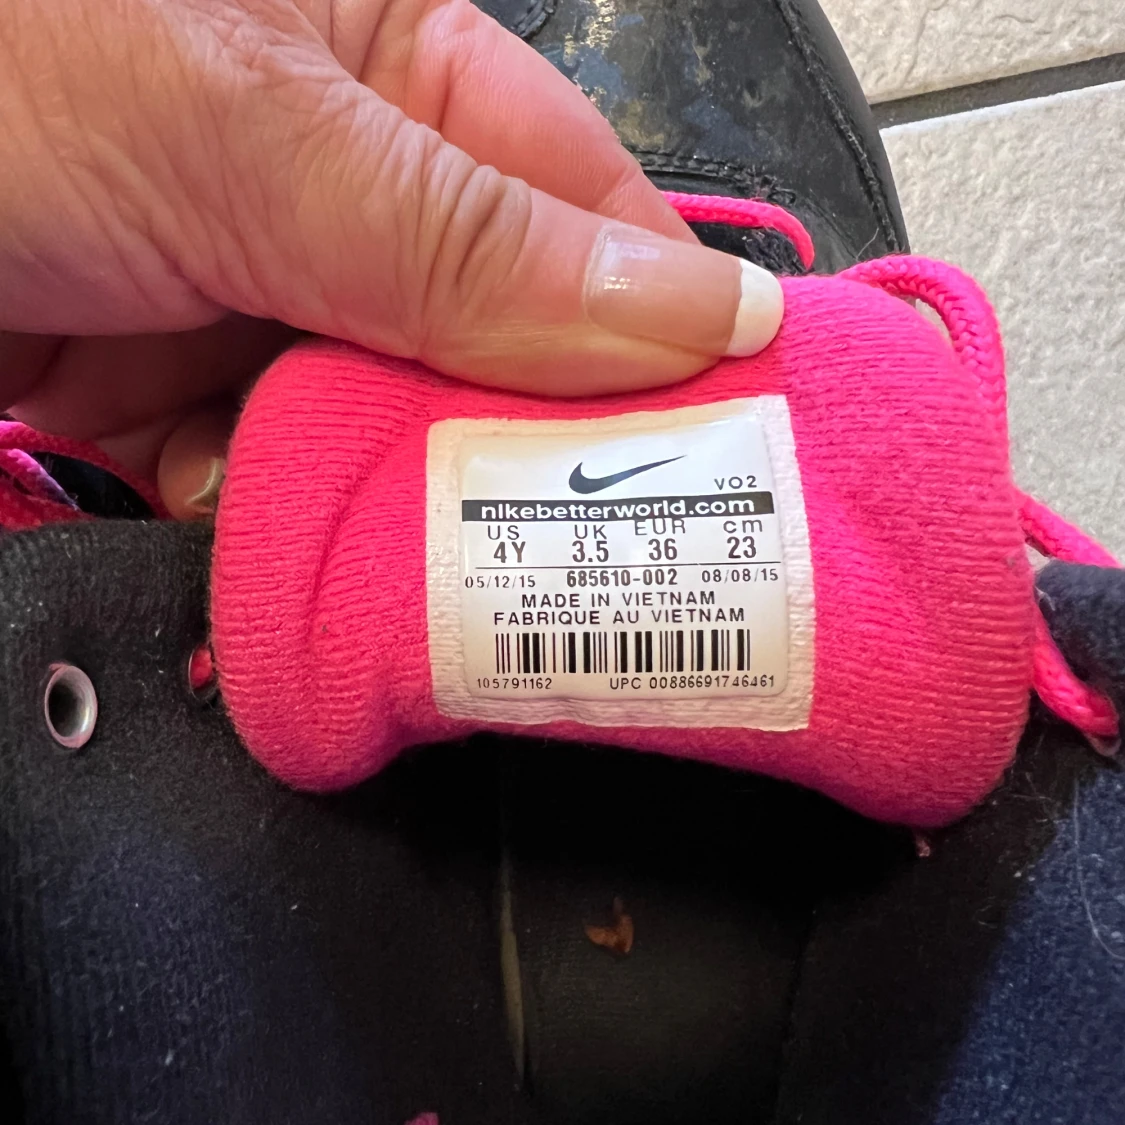 VO2
nikebetterworld.com
US UK EUR cm
4Y 3.5 36 23
05/12/15 685610-002 08/08/15
MADE IN VIETNAM
FABRIQUE AU VIETNAM
105791162 UPC 00886691746461